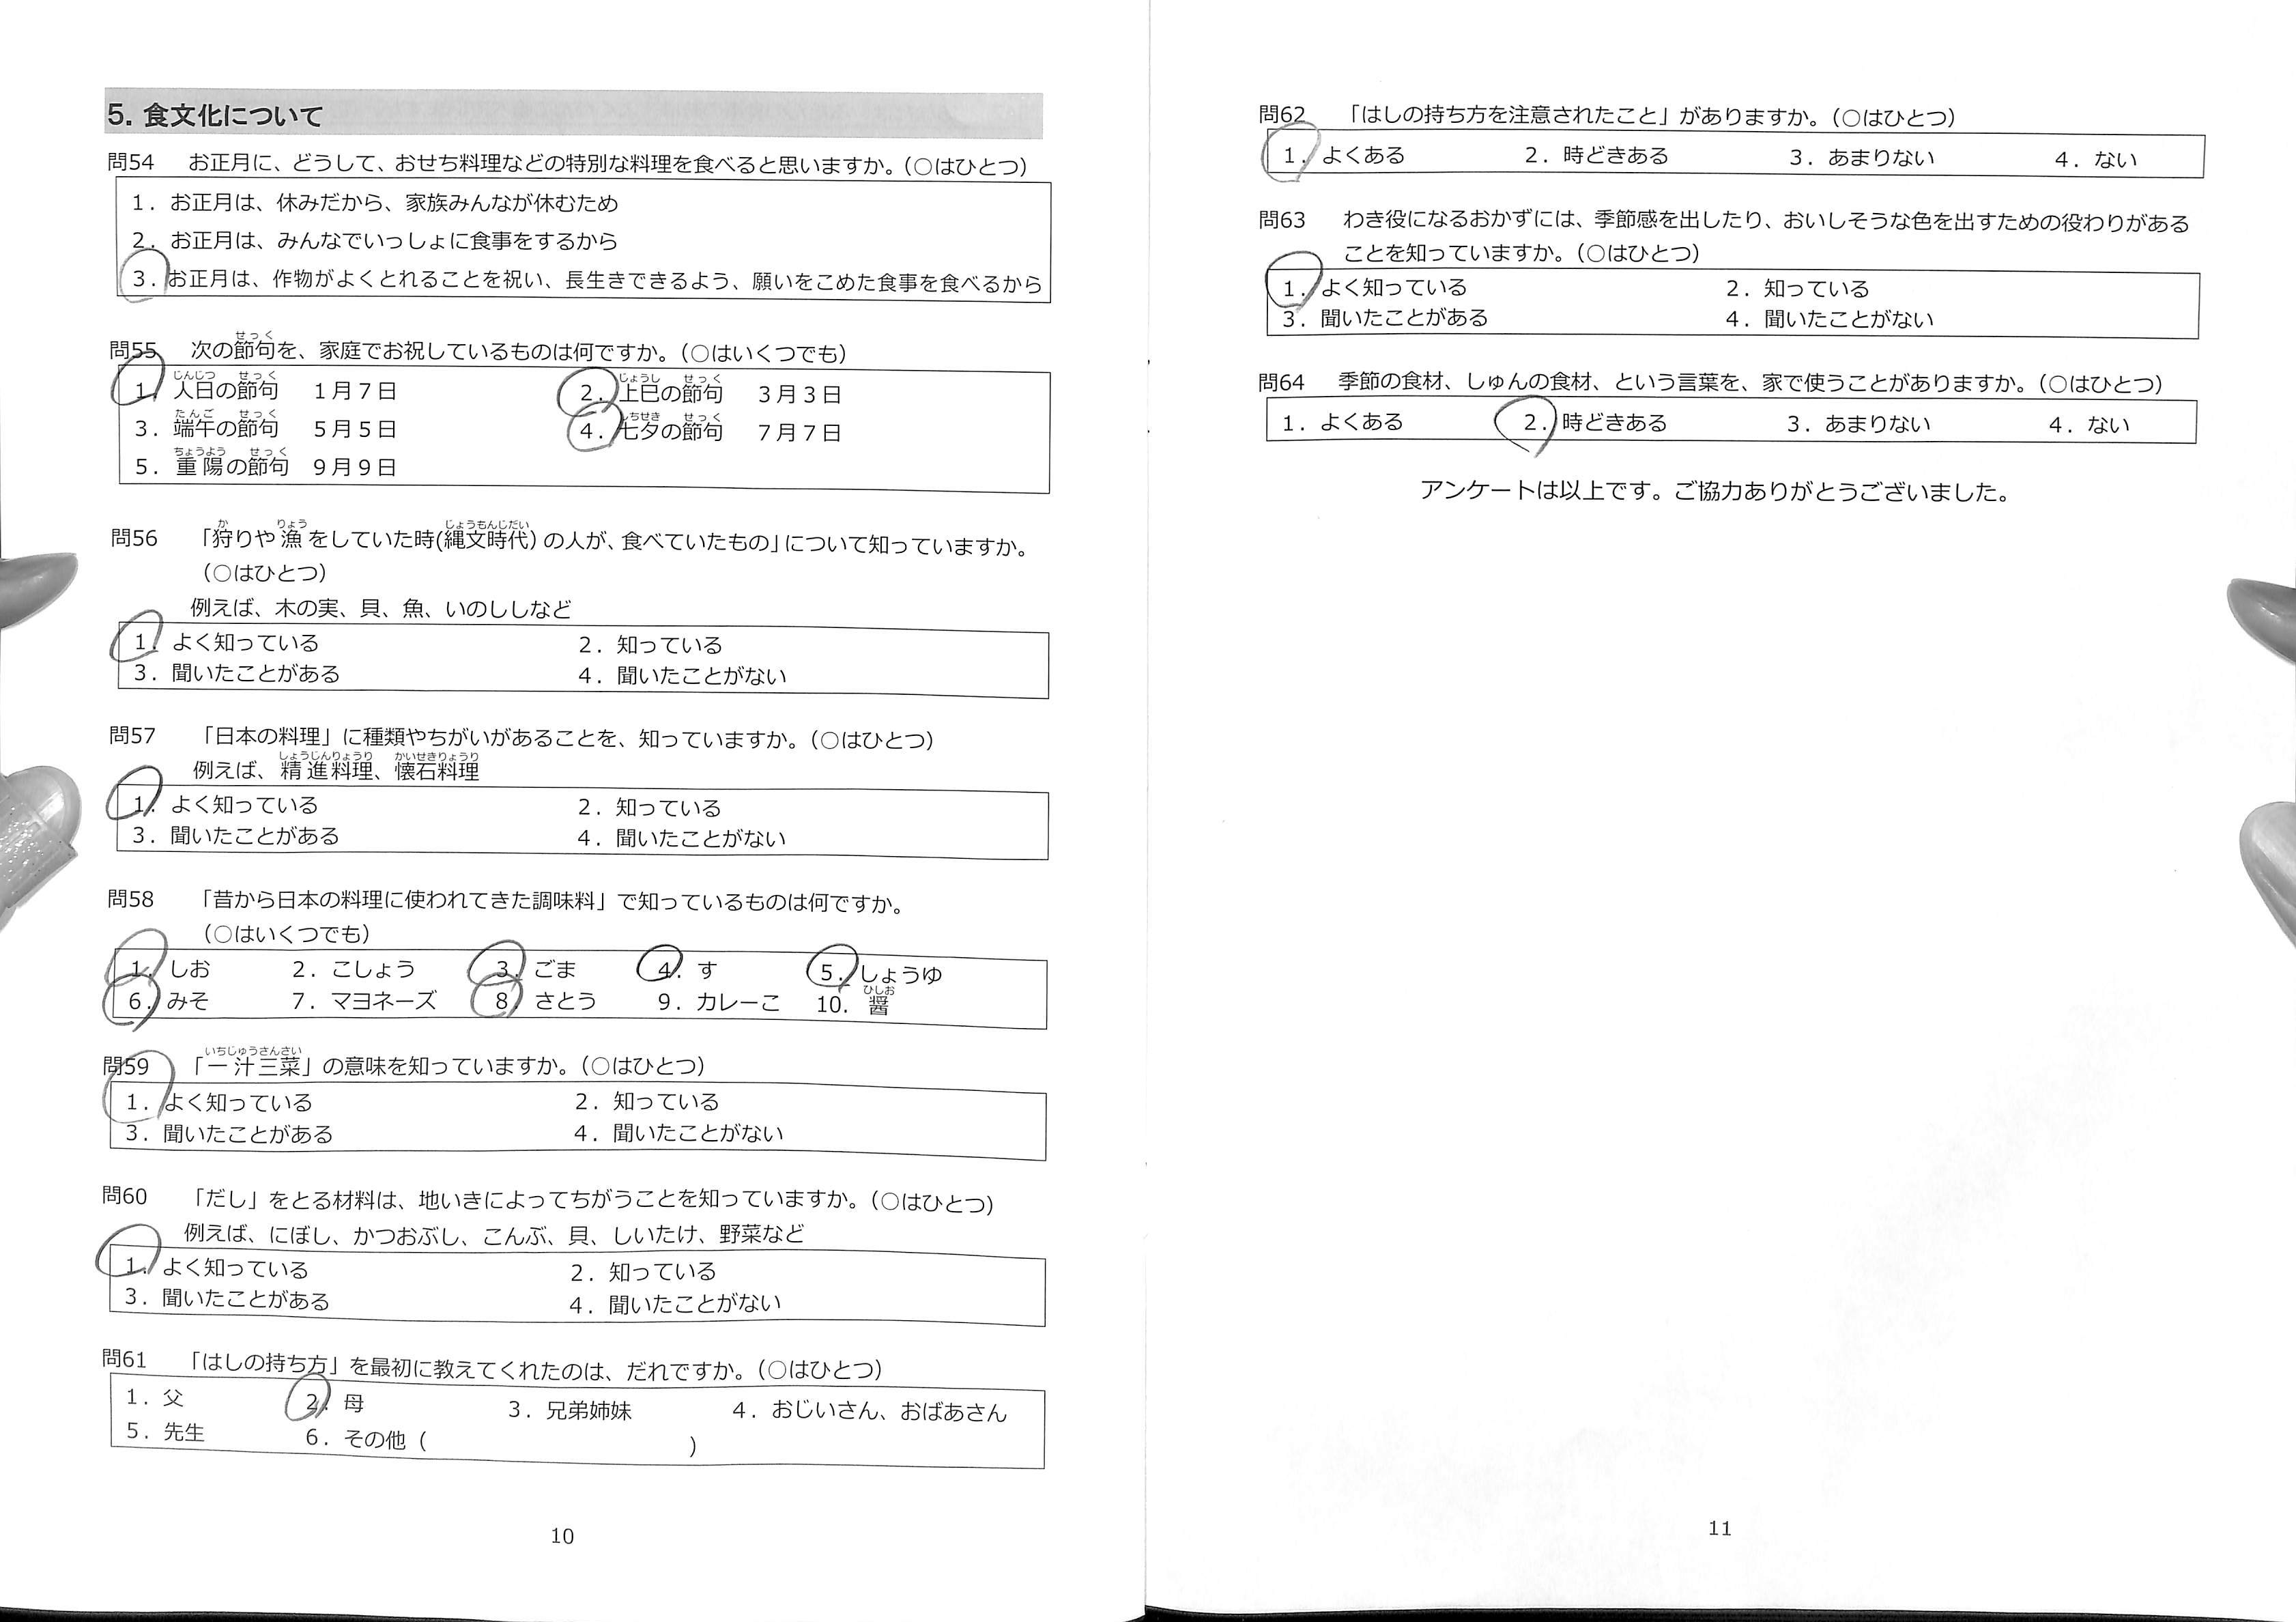 5. 食文化について
問54　お正月に、どうして、おせち料理などの特別な料理を食べると思いますか。（○はひとつ）
1. お正月は、休みだから、家族みんなが休むため
2. お正月は、みんなでいっしょに食事をするから
3. お正月は、作物がよくとれることを祝い、長生きできるよう、願いをこめた食事を食べるから
せっく
問55　次の節句を、家庭でお祝しているものは何ですか。（○はいくつでも）
じんじつ　せっく　じょうし　せっく
1. 人日の節句　1月7日　2. 上巳の節句　3月3日
たんご　せっく　しちせき　せっく
3. 端午の節句　5月5日　4. 七夕の節句　7月7日
ちょうよう　せっく
5. 重陽の節句　9月9日
か　りょう　じょうもんじだい
問56　「狩りや漁をしていた時(縄文時代)の人が、食べていたもの」について知っていますか。
（○はひとつ）
例えば、木の実、貝、魚、いのししなど
1. よく知っている　2. 知っている
3. 聞いたことがある　4. 聞いたことがない
問57　「日本の料理」に種類やちがいがあることを、知っていますか。（○はひとつ）
しょうじんりょうり　かいせきりょうり
例えば、精進料理、懐石料理
1. よく知っている　2. 知っている
3. 聞いたことがある　4. 聞いたことがない
問58　「昔から日本の料理に使われてきた調味料」で知っているものは何ですか。
（○はいくつでも）
1. しお　2. こしょう　3. ごま　4. す　5. しょうゆ
ひしお
6. みそ　7. マヨネーズ　8. さとう　9. カレーこ　10. 醤
いちじゅうさんさい
問59　「一汁三菜」の意味を知っていますか。（○はひとつ）
1. よく知っている　2. 知っている
3. 聞いたことがある　4. 聞いたことがない
問60　「だし」をとる材料は、地いきによってちがうことを知っていますか。（○はひとつ）
例えば、にぼし、かつおぶし、こんぶ、貝、しいたけ、野菜など
1. よく知っている　2. 知っている
3. 聞いたことがある　4. 聞いたことがない
問61　「はしの持ち方」を最初に教えてくれたのは、だれですか。（○はひとつ）
1. 父　2. 母　3. 兄弟姉妹　4. おじいさん、おばあさん
5. 先生　6. その他（　　　）
10
問62　「はしの持ち方を注意されたこと」がありますか。（○はひとつ）
1. よくある　2. 時どきある　3. あまりない　4. ない
問63　わき役になるおかずには、季節感を出したり、おいしそうな色を出すための役わりがある
ことを知っていますか。（○はひとつ）
1. よく知っている　2. 知っている
3. 聞いたことがある　4. 聞いたことがない
問64　季節の食材、しゅんの食材、という言葉を、家で使うことがありますか。（○はひとつ）
1. よくある　2. 時どきある　3. あまりない　4. ない
アンケートは以上です。ご協力ありがとうございました。
11